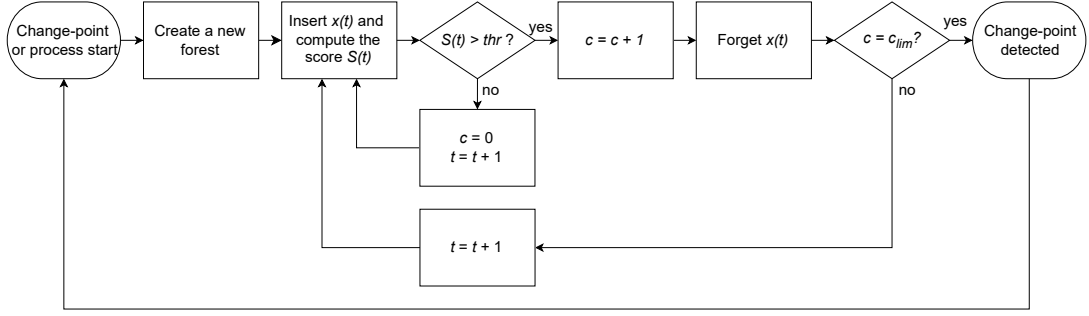 Change-point
or process start
Create a new
forest
Insert x(t) and
compute the
score S(t)
S(t) > thr ?
yes
c = c + 1
Forget x(t)
c = c_lim?
yes
Change-point
detected
no
no
c = 0
t = t + 1
t = t + 1